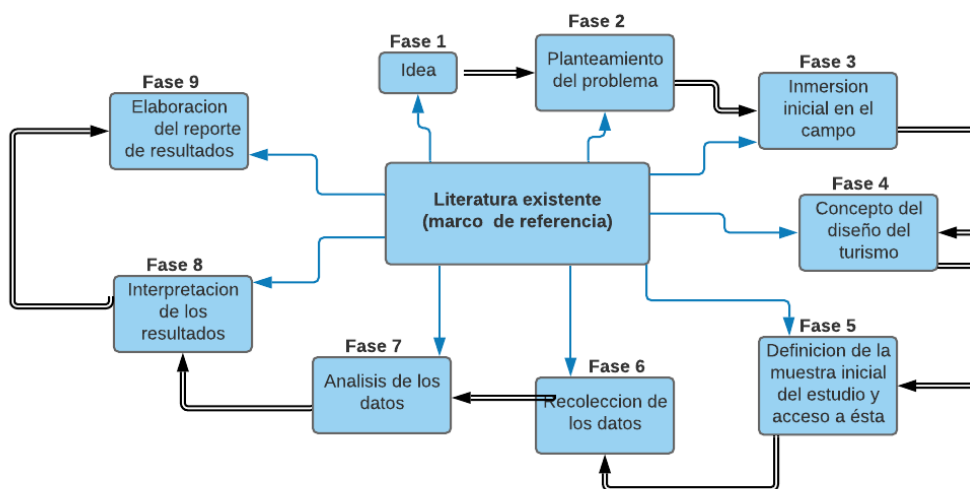 Fase 1
Idea
Fase 2
Planteamiento
del problema
Fase 3
Inmersion
inicial en el
campo
Fase 4
Concepto del
diseño del
turismo
Fase 5
Definicion de la
muestra inicial
del estudio y
acceso a ésta
Fase 6
Recoleccion de
los datos
Fase 7
Analisis de los
datos
Fase 8
Interpretacion
de los
resultados
Fase 9
Elaboracion
del reporte
de resultados
Literatura existente
(marco de referencia)